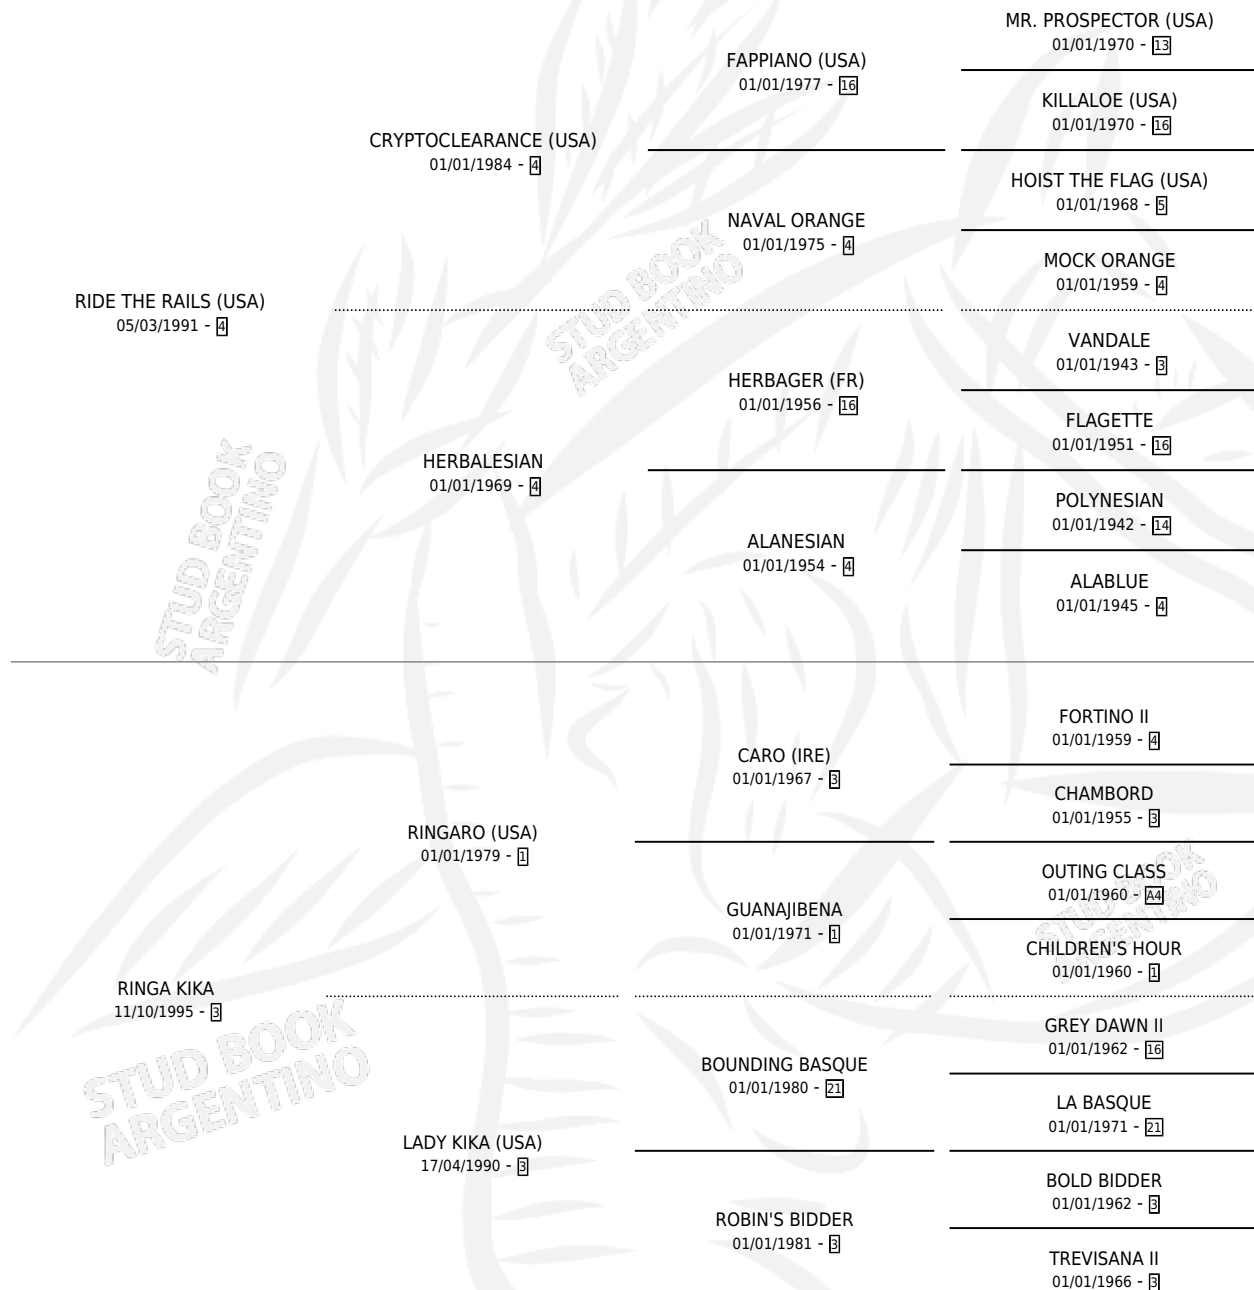 MR. PROSPECTOR (USA)
01/01/1970 - 13
FAPPIANO (USA)
01/01/1977 - 16
KILLALOE (USA)
01/01/1970 - 16
CRYPTOCLEARANCE (USA)
01/01/1984 - 4
HOIST THE FLAG (USA)
01/01/1968 - 5
NAVAL ORANGE
01/01/1975 - 4
MOCK ORANGE
01/01/1959 - 4
RIDE THE RAILS (USA)
05/03/1991 - 4
VANDALE
01/01/1943 - 3
HERBAGER (FR)
01/01/1956 - 16
FLAGETTE
01/01/1951 - 16
HERBALESIAN
01/01/1969 - 4
POLYNESIAN
01/01/1942 - 14
ALANESIAN
01/01/1954 - 4
ALABLUE
01/01/1945 - 4
FORTINO II
01/01/1959 - 4
CARO (IRE)
01/01/1967 - 3
CHAMBORD
01/01/1955 - 3
RINGARO (USA)
01/01/1979 - 1
OUTING CLASS
01/01/1960 - A4
GUANAJIBENA
01/01/1971 - 1
CHILDREN'S HOUR
01/01/1960 - 1
RINGA KIKA
11/10/1995 - 3
GREY DAWN II
01/01/1962 - 16
BOUNDING BASQUE
01/01/1980 - 21
LA BASQUE
01/01/1971 - 21
LADY KIKA (USA)
17/04/1990 - 3
BOLD BIDDER
01/01/1962 - 3
ROBIN'S BIDDER
01/01/1981 - 3
TREVISANA II
01/01/1966 - 3
STUD BOOK
ARGENTINO
STUD BOOK
ARGENTINO
STUD BOOK
ARGENTINO
STUD BOOK
ARGENTINO